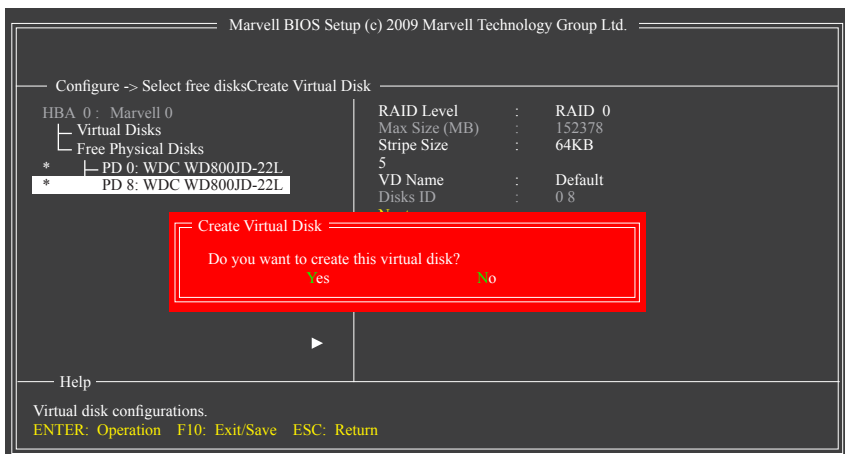 Marvell BIOS Setup (c) 2009 Marvell Technology Group Ltd.
Configure -> Select free disksCreate Virtual Disk
HBA 0 : Marvell 0
Virtual Disks
Free Physical Disks
* PD 0: WDC WD800JD-22L
* PD 8: WDC WD800JD-22L
RAID Level : RAID 0
Max Size (MB) : 152378
Stripe Size : 64KB
5
VD Name : Default
Disks ID : 0 8
Create Virtual Disk
Do you want to create this virtual disk?
Yes No
Help
Virtual disk configurations.
ENTER: Operation F10: Exit/Save ESC: Return